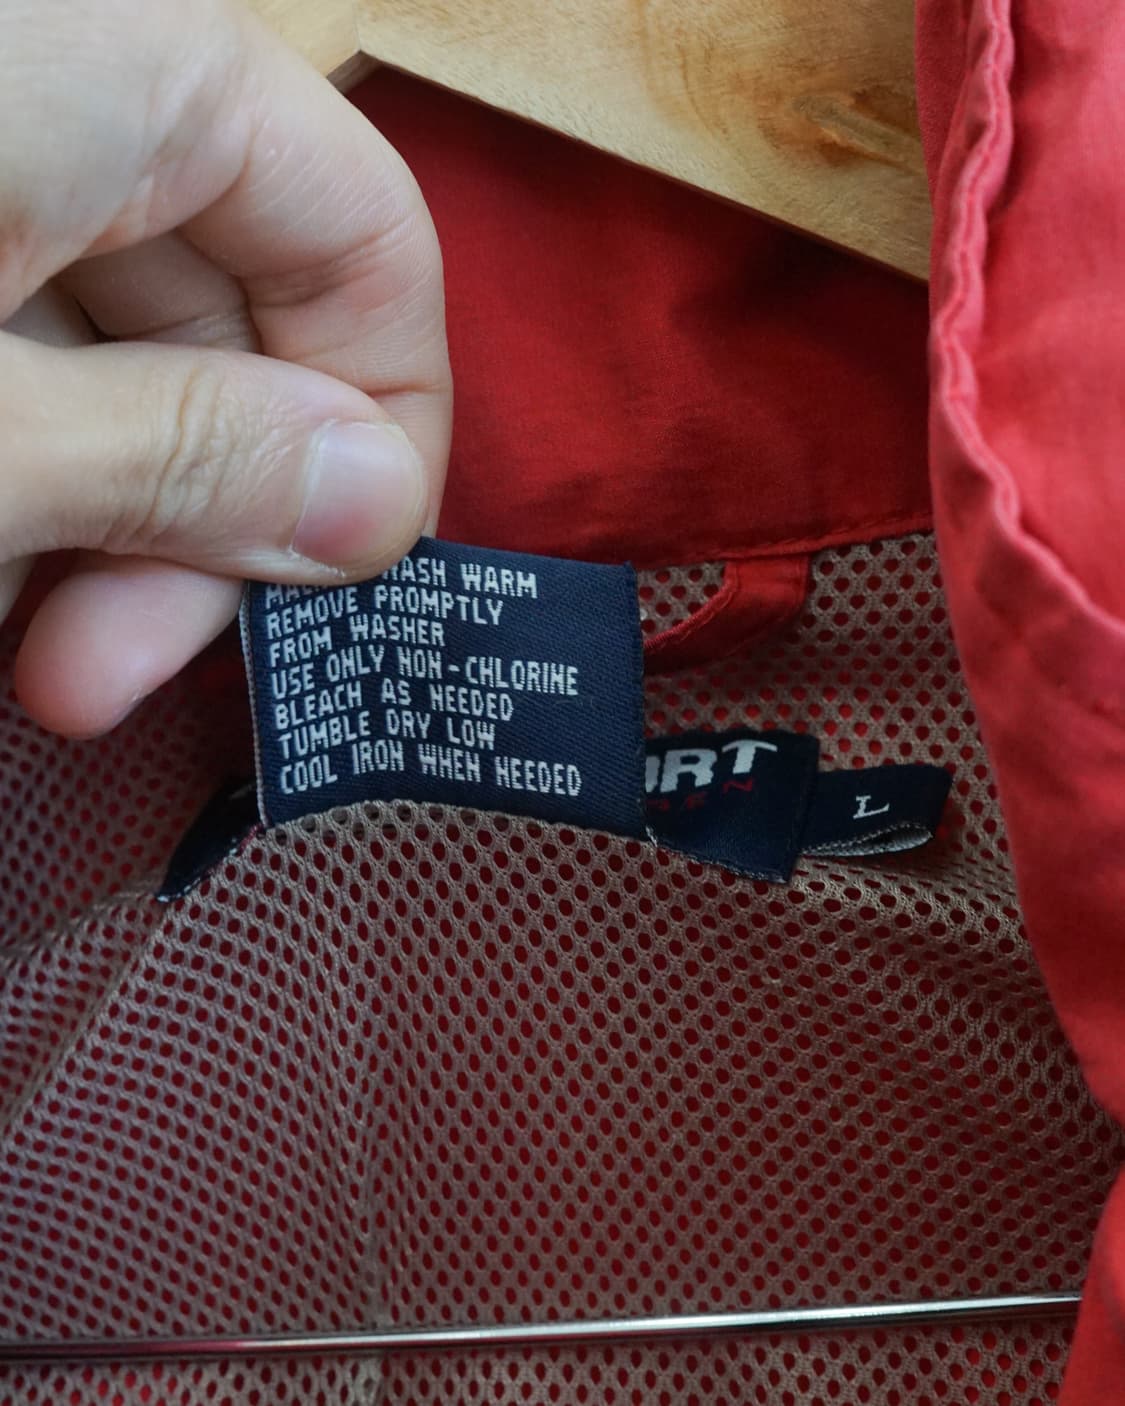 WASH WARM
REMOVE PROMPTLY
FROM WASHER
USE ONLY NON-CHLORINE
BLEACH AS NEEDED
TUMBLE DRY LOW
COOL IRON WHEN NEEDED
L